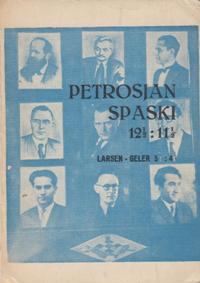 PETROSJAN
SPASKI
12½ : 11½
LARSEN - GELER 5 : 4